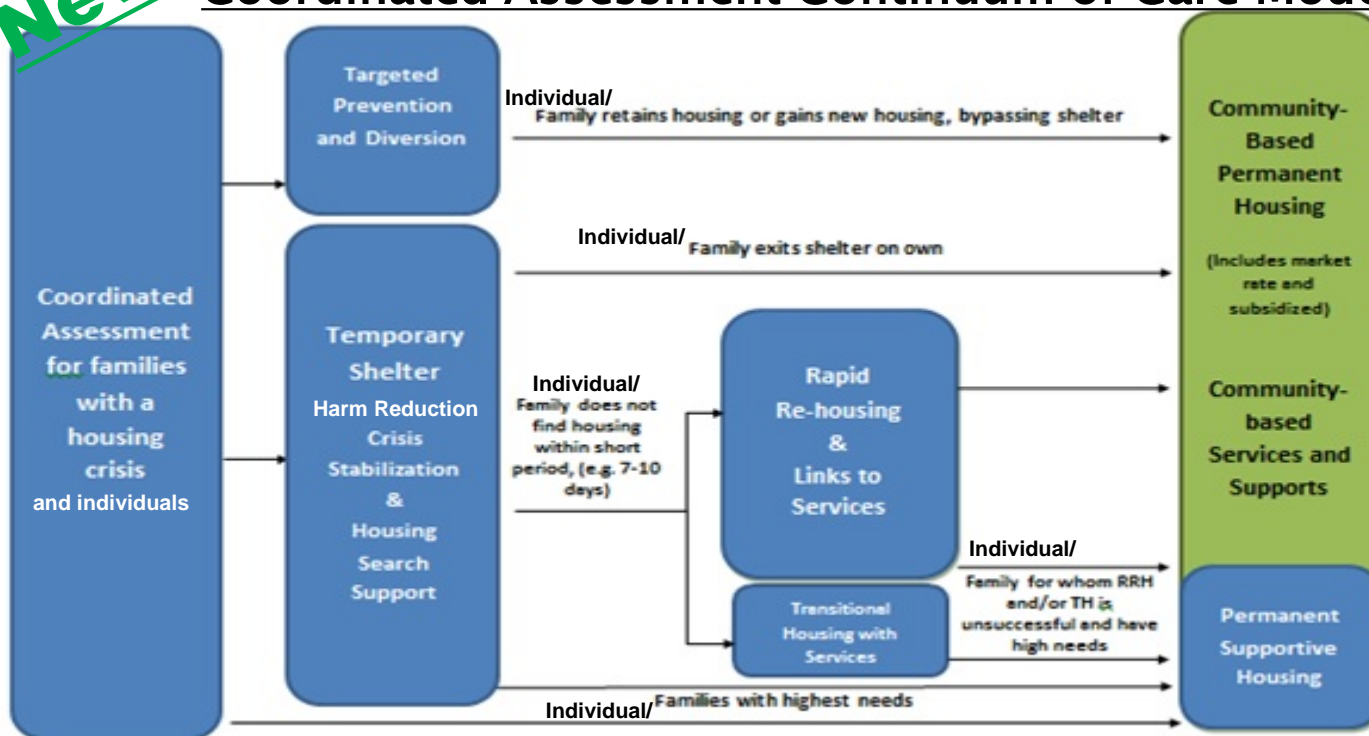 Coordinated Assessment Continuum of Care
Coordinated
Assessment
for families
with a
housing
crisis
and individuals
Targeted
Prevention
and Diversion
Individual/
Family retains housing or gains new housing, bypassing shelter
Temporary
Shelter
Harm Reduction
Crisis
Stabilization
&
Housing
Search
Support
Individual/
Family exits shelter on own
Individual/
Family does not
find housing
within short
period, (e.g. 7-10
days)
Rapid
Re-housing
&
Links to
Services
Transitional
Housing with
Services
Individual/
Family for whom RRH
and/or TH is
unsuccessful and have
high needs
Individual/
Families with highest needs
Community-
Based
Permanent
Housing
(Includes market
rate and
subsidized)
Community-
based
Services and
Supports
Permanent
Supportive
Housing